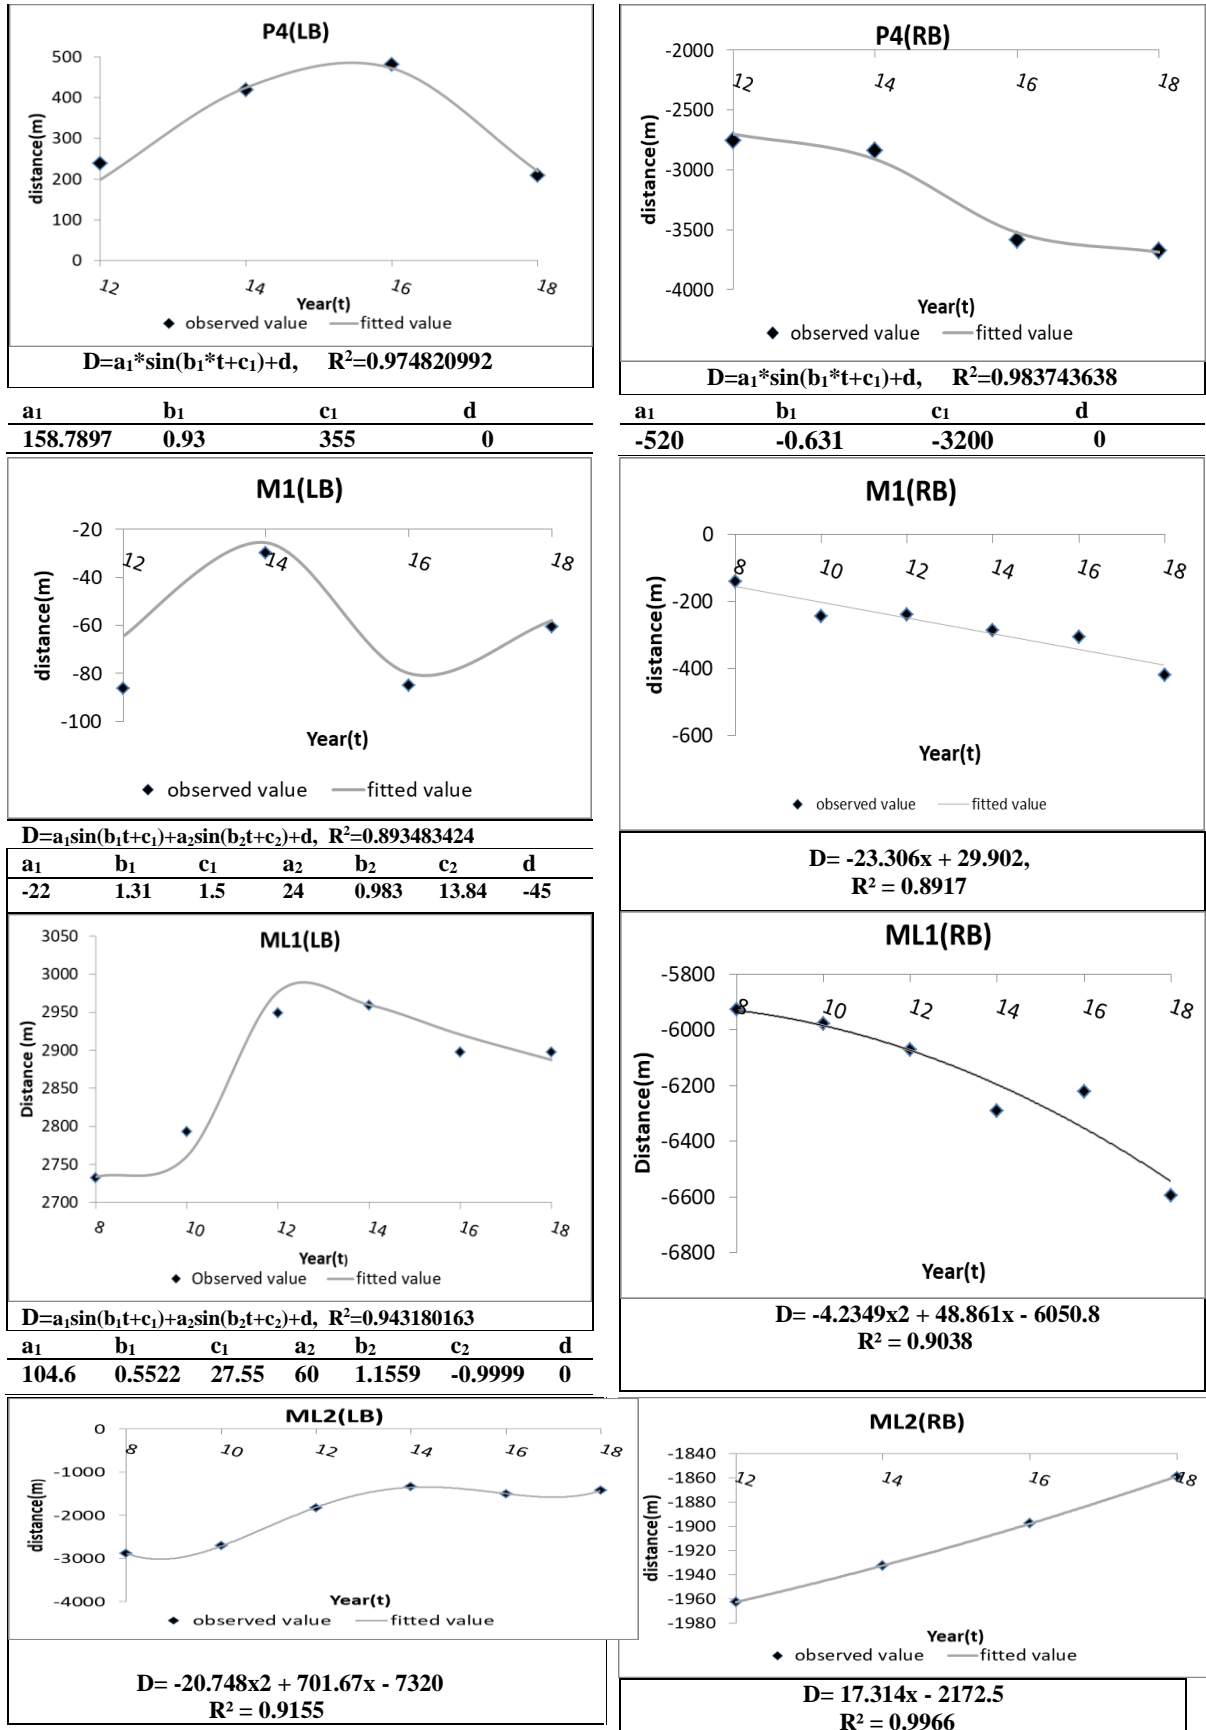 P4(LB)
500
400
300
200
100
0
distance(m)
12 14 16 18
Year(t)
observed value fitted value
D=a1*sin(b1*t+c1)+d, R2=0.974820992
a1 b1 c1 d
158.7897 0.93 355 0
P4(RB)
-2000
-2500
-3000
-3500
-4000
distance(m)
12 14 16 18
Year(t)
observed value fitted value
D=a1*sin(b1*t+c1)+d, R2=0.983743638
a1 b1 c1 d
-520 -0.631 -3200 0
M1(LB)
-20
-40
-60
-80
-100
distance(m)
12 14 16 18
Year(t)
observed value fitted value
D=a1sin(b1t+c1)+a2sin(b2t+c2)+d, R2=0.893483424
a1 b1 c1 a2 b2 c2 d
-22 1.31 1.5 24 0.983 13.84 -45
M1(RB)
0
-200
-400
-600
distance(m)
8 10 12 14 16 18
Year(t)
observed value fitted value
D= -23.306x + 29.902,
R² = 0.8917
ML1(LB)
3050
3000
2950
2900
2850
2800
2750
2700
Distance (m)
8 10 12 14 16 18
Year(t)
Observed value fitted value
D=a1sin(b1t+c1)+a2sin(b2t+c2)+d, R2=0.943180163
a1 b1 c1 a2 b2 c2 d
104.6 0.5522 27.55 60 1.1559 -0.9999 0
ML1(RB)
-5800
-6000
-6200
-6400
-6600
-6800
Distance(m)
8 10 12 14 16 18
Year(t)
D= -4.2349x2 + 48.861x - 6050.8
R² = 0.9038
ML2(LB)
0
-1000
-2000
-3000
-4000
distance(m)
8 10 12 14 16 18
Year(t)
observed value fitted value
D= -20.748x2 + 701.67x - 7320
R² = 0.9155
ML2(RB)
-1840
-1860
-1880
-1900
-1920
-1940
-1960
-1980
distance(m)
12 14 16 18
Year(t)
observed value fitted value
D= 17.314x - 2172.5
R² = 0.9966